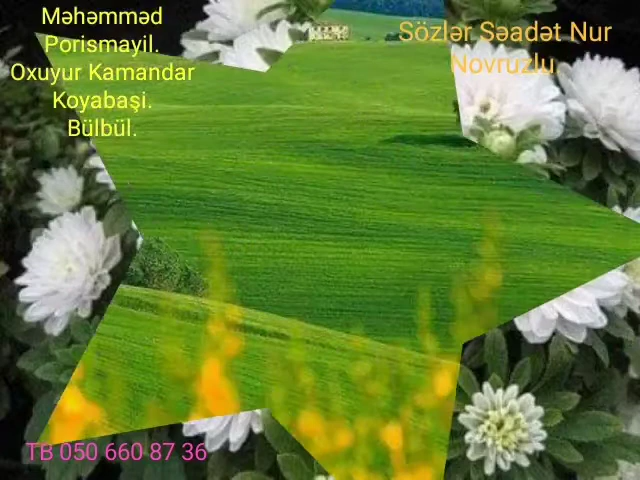 Məhəmməd
Porismayil.
Oxuyur Kamandar
Koyabaşi.
Bülbül.
Sözlər Səadət Nur
Novruzlu
TB 050 660 87 36